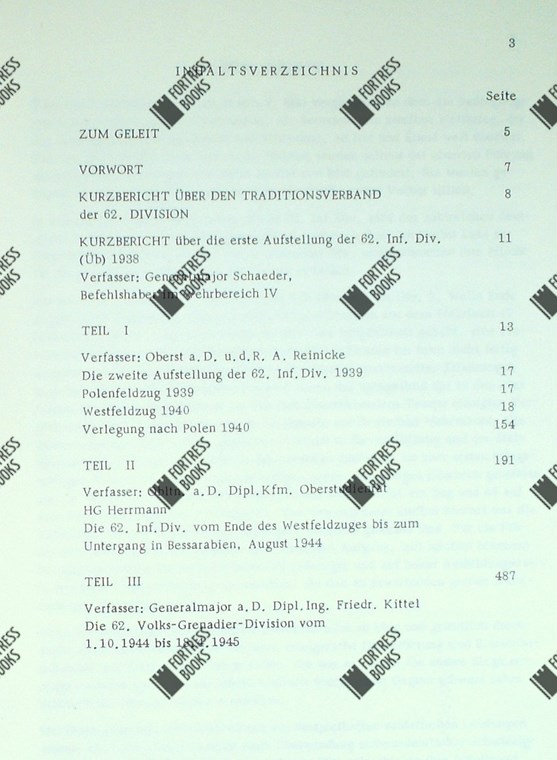 3
INHALTSVERZEICHNIS
Seite
ZUM GELEIT 5
VORWORT 7
KURZBERICHT ÜBER DEN TRADITIONSVERBAND 8
der 62. DIVISION
KURZBERICHT über die erste Aufstellung der 62. Inf. Div. 11
(Üb) 1938
Verfasser: Generalmajor Schaeder,
Befehlshaber im Wehrbereich IV
TEIL I 13
Verfasser: Oberst a.D. u.d.R. A. Reinicke
Die zweite Aufstellung der 62. Inf.Div. 1939 17
Polenfeldzug 1939 17
Westfeldzug 1940 18
Verlegung nach Polen 1940 154
TEIL II 191
Verfasser: Obltn. a.D. Dipl.Kfm. Oberstudienrat
HG Herrmann
Die 62. Inf.Div. vom Ende des Westfeldzuges bis zum
Untergang in Bessarabien, August 1944
TEIL III 487
Verfasser: Generalmajor a.D. Dipl.Ing. Friedr. Kittel
Die 62. Volks-Grenadier-Division vom
1.10.1944 bis 1945
FORTRESS BOOKS